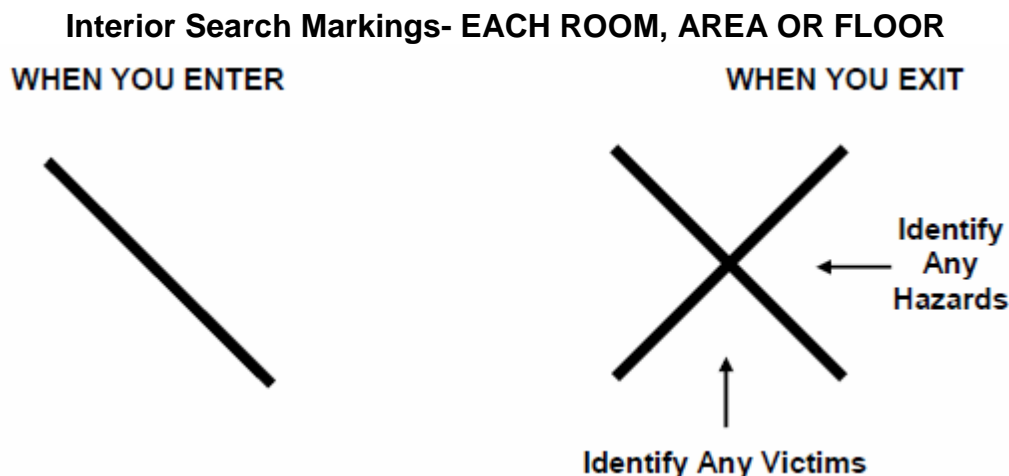 Interior Search Markings- EACH ROOM, AREA OR FLOOR
WHEN YOU ENTER
WHEN YOU EXIT
Identify
Any
Hazards
Identify Any Victims